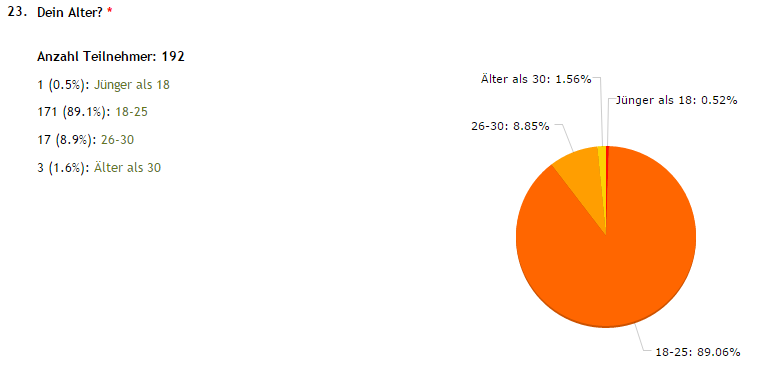 23. Dein Alter? *
Anzahl Teilnehmer: 192
1 (0.5%): Jünger als 18
171 (89.1%): 18-25
17 (8.9%): 26-30
3 (1.6%): Älter als 30
Älter als 30: 1.56%
Jünger als 18: 0.52%
26-30: 8.85%
18-25: 89.06%